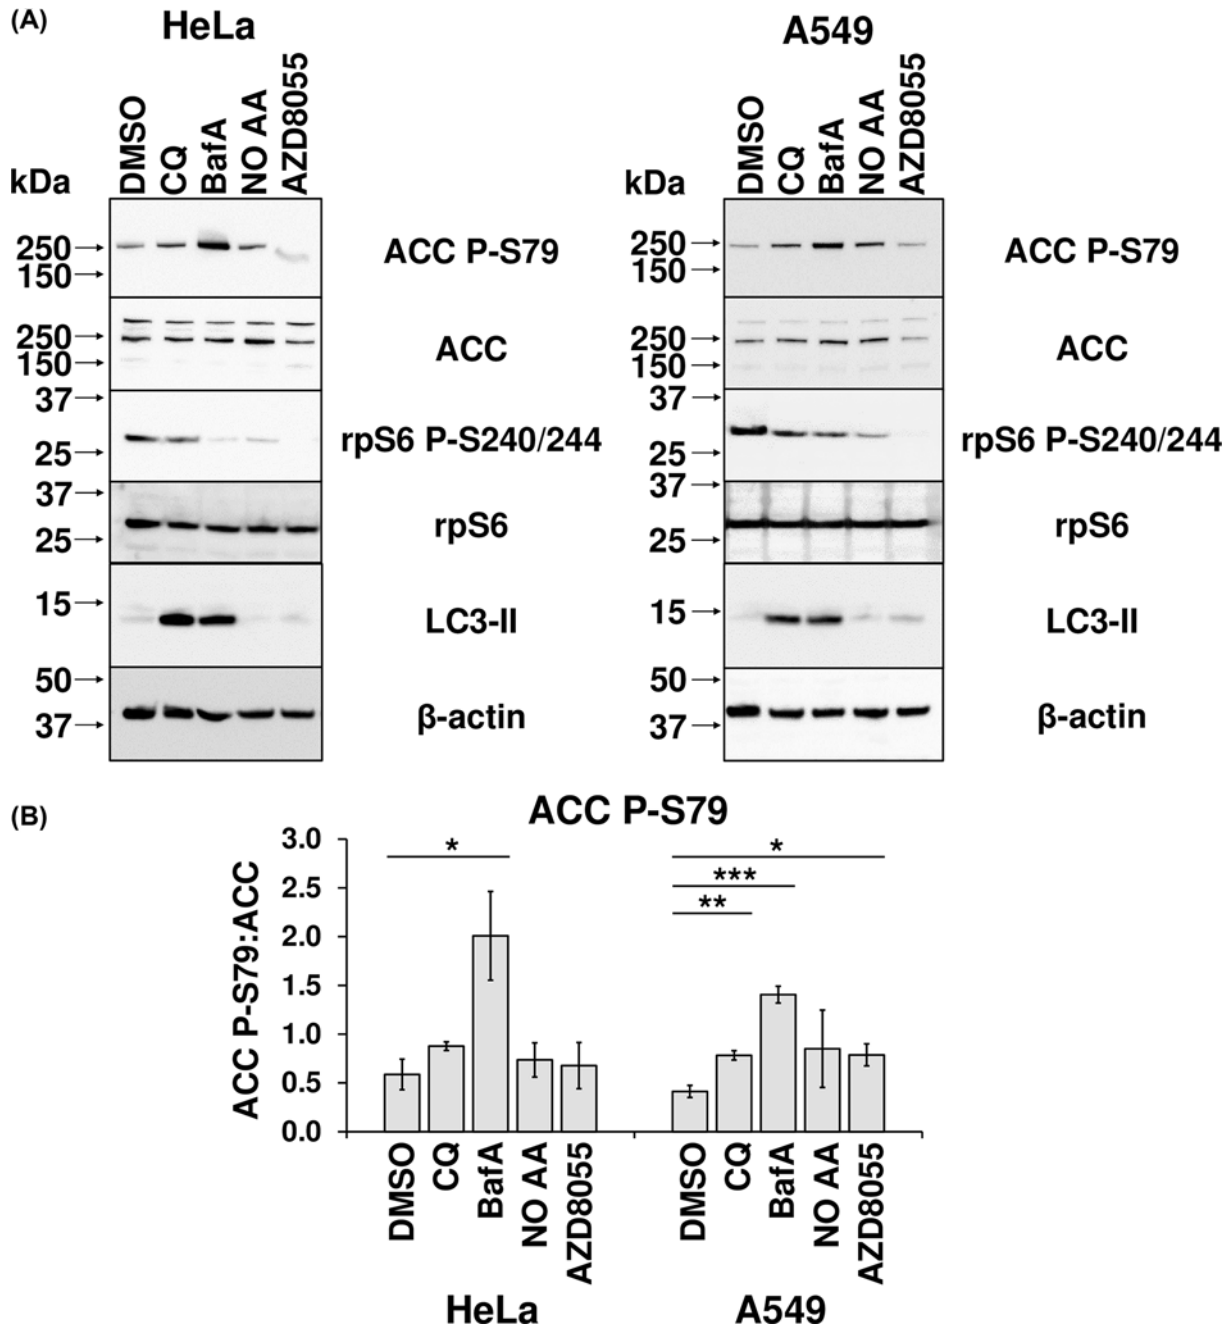 (A)
HeLa
A549
kDa
DMSO
CQ
BafA
NO AA
AZD8055
kDa
DMSO
CQ
BafA
NO AA
AZD8055
250
150
ACC P-S79
250
150
ACC P-S79
250
150
ACC
250
150
ACC
37
25
rpS6 P-S240/244
37
25
rpS6 P-S240/244
37
25
rpS6
37
25
rpS6
15
LC3-II
15
LC3-II
50
37
β-actin
50
37
β-actin
(B)
ACC P-S79
ACC P-S79:ACC
3.0
2.5
2.0
1.5
1.0
0.5
0.0
*
*
***
**
DMSO
CQ
BafA
NO AA
AZD8055
DMSO
CQ
BafA
NO AA
AZD8055
HeLa
A549